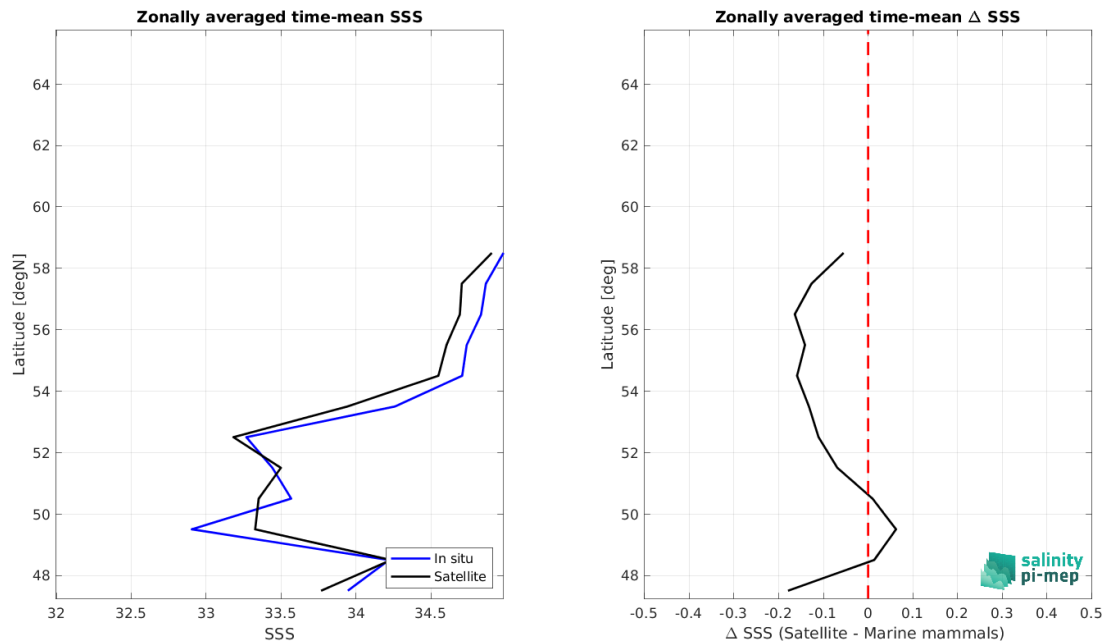 Zonally averaged time-mean SSS
64
62
60
58
56
54
52
50
48
Latitude [degN]
32 32.5 33 33.5 34 34.5
SSS
In situ
Satellite
Zonally averaged time-mean Δ SSS
64
62
60
58
56
54
52
50
48
Latitude [deg]
-0.5 -0.4 -0.3 -0.2 -0.1 0 0.1 0.2 0.3 0.4 0.5
Δ SSS (Satellite - Marine mammals)
salinity
pi-mep